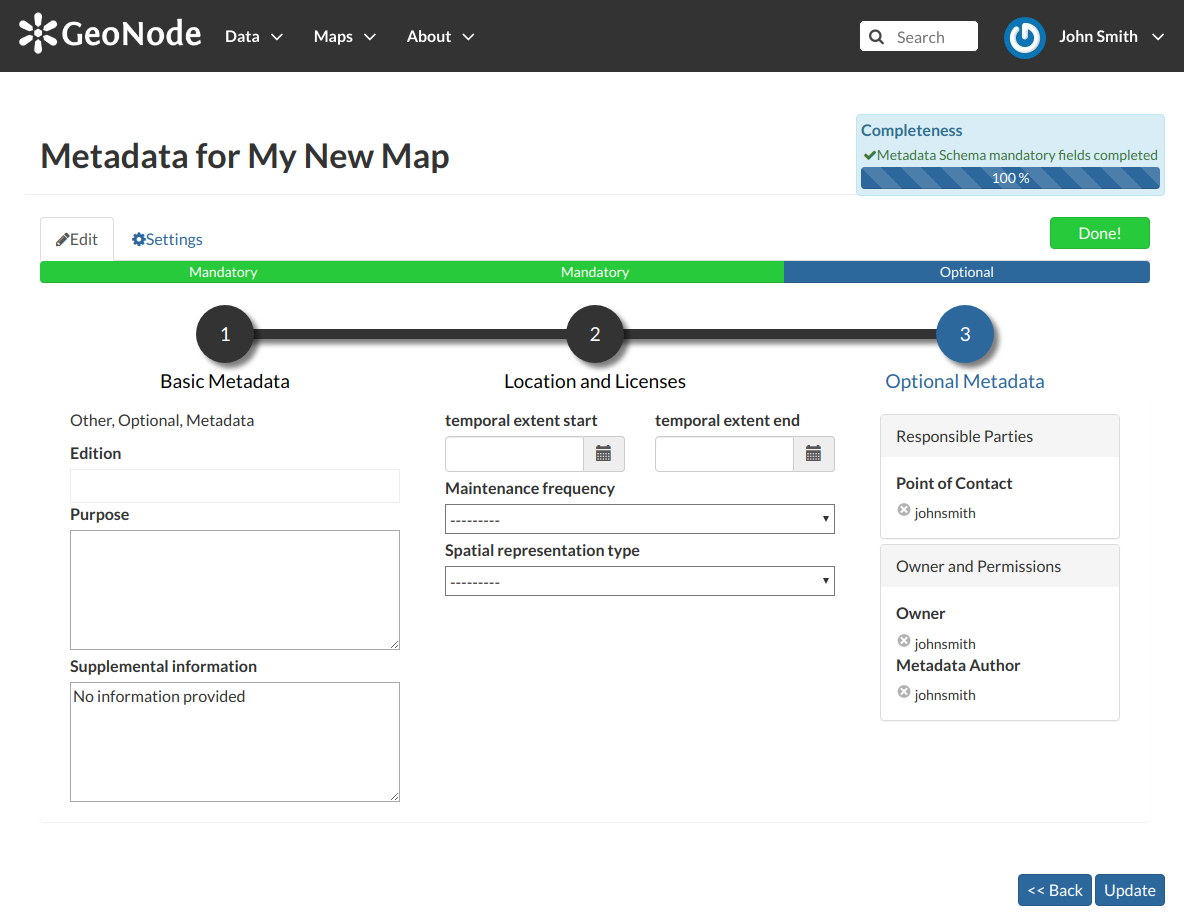 GeoNode Data Maps About Search John Smith
Metadata for My New Map
Completeness
Metadata Schema mandatory fields completed
100 %
Edit Settings Done!
Mandatory Mandatory Optional
1 2 3
Basic Metadata Location and Licenses Optional Metadata
Other, Optional, Metadata
Edition
Purpose
Supplemental information
No information provided
temporal extent start temporal extent end
Maintenance frequency
---------
Spatial representation type
---------
Responsible Parties
Point of Contact
johnsmith
Owner and Permissions
Owner
johnsmith
Metadata Author
johnsmith
<< Back Update